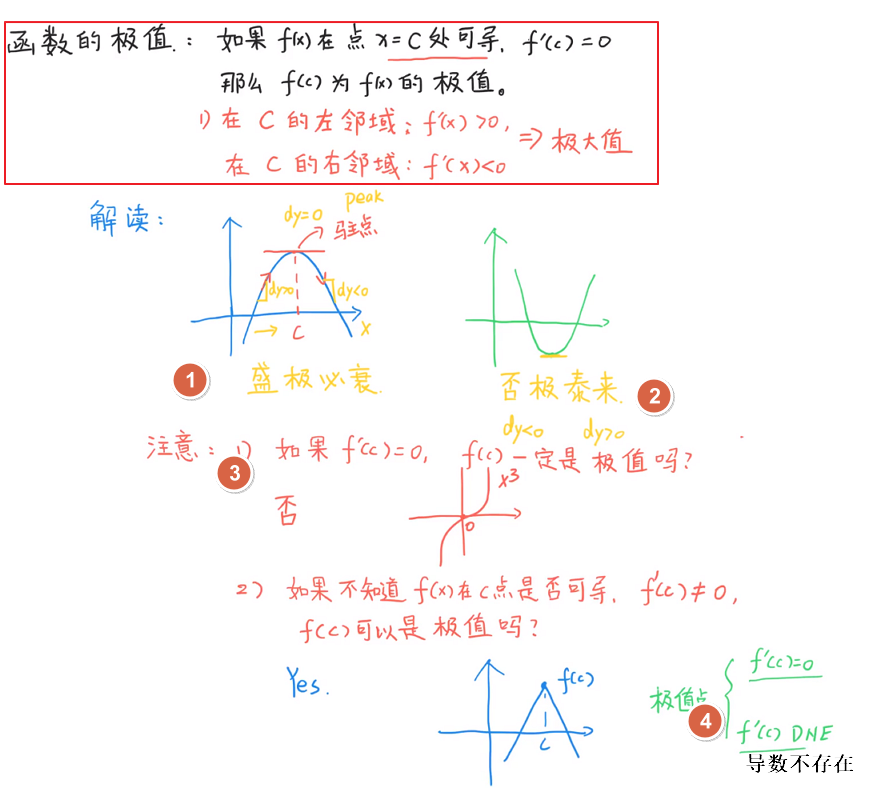 函数的极值：如果 f(x) 在点 x=C 处可导，f'(c)=0
那么 f(c) 为 f(x) 的极值。
1) 在 C 的左邻域：f'(x)>0，
在 C 的右邻域：f'(x)<0
=> 极大值
解读：
peak
dy=0
驻点
dy>0
dy<0
C
x
1
盛极必衰.
否极泰来.
2
dy<0 dy>0
注意：1) 如果 f'(c)=0, f(c)一定是极值吗?
3
否
x³
0
2) 如果不知道 f(x)在c点是否可导, f'(c)≠0,
f(c)可以是极值吗?
Yes.
f(c)
c
极值点
4
f'(c)=0
f'(c) DNE
导数不存在